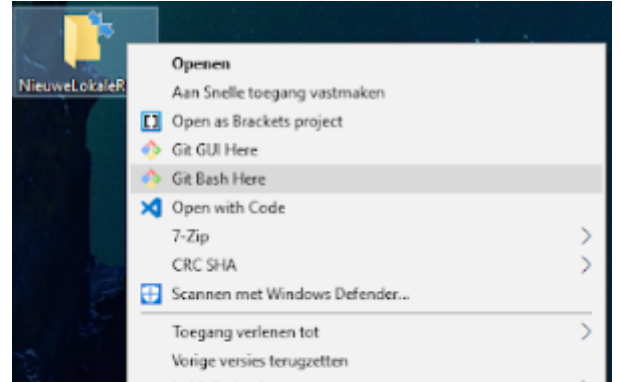 NieuweLokaleR
Openen
Aan Snelle toegang vastmaken
Open as Brackets project
Git GUI Here
Git Bash Here
Open with Code
7-Zip
CRC SHA
Scannen met Windows Defender...
Toegang verlenen tot
Vorige versies terugzetten